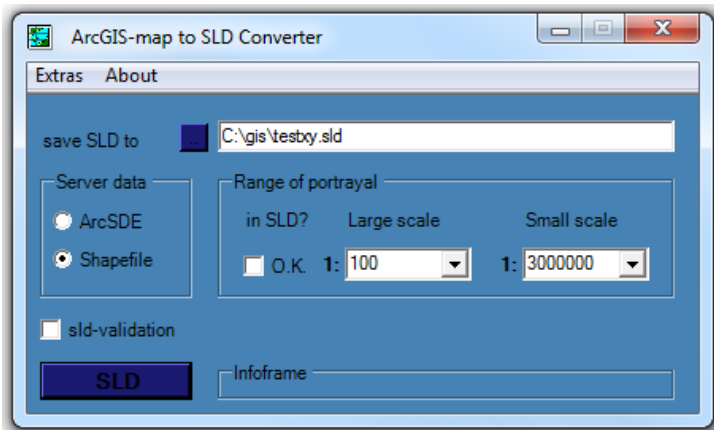 ArcGIS-map to SLD Converter
Extras About
save SLD to .. C:\gis\testxy.sld
Server data
ArcSDE
Shapefile
Range of portrayal
in SLD? Large scale Small scale
O.K. 1: 100 1: 3000000
sld-validation
SLD
Infoframe